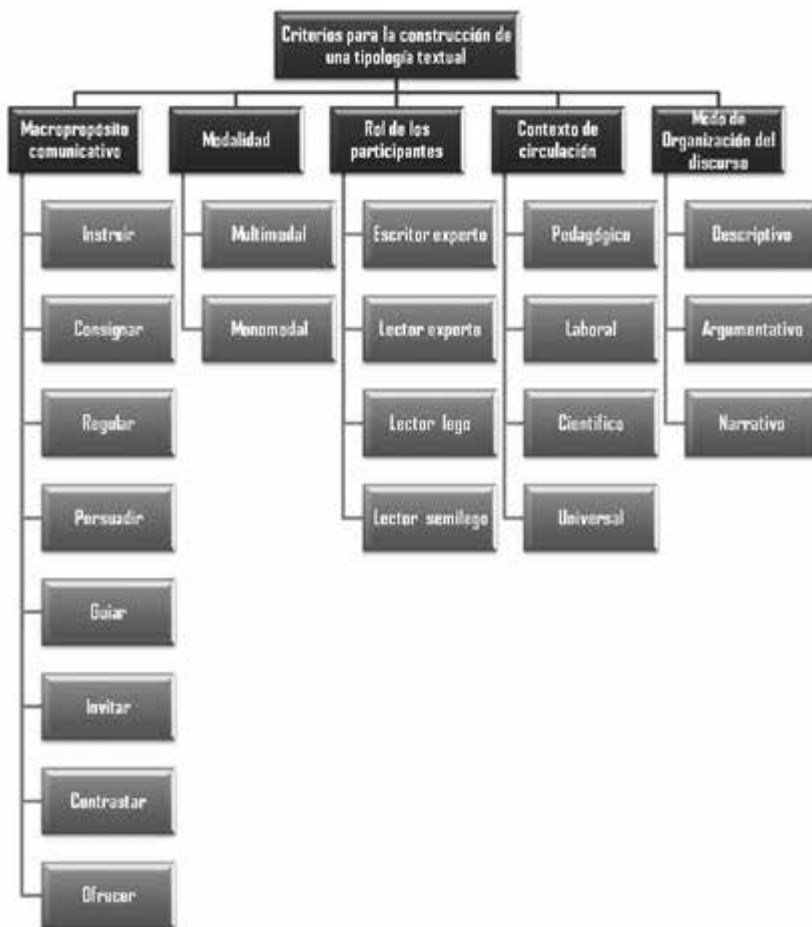 Criterios para la construcción de
una tipología textual
Macropropósito
comunicativo
Modalidad
Rol de los
participantes
Contexto de
circulación
Modo de
Organización del
discurso
Instruir
Multimodal
Escritor experto
Pedagógico
Descriptivo
Consignar
Monomodal
Lector experto
Laboral
Argumentativo
Regular
Lector lego
Científico
Narrativo
Persuadir
Lector semilego
Universal
Guiar
Invitar
Contrastar
Ofrecer